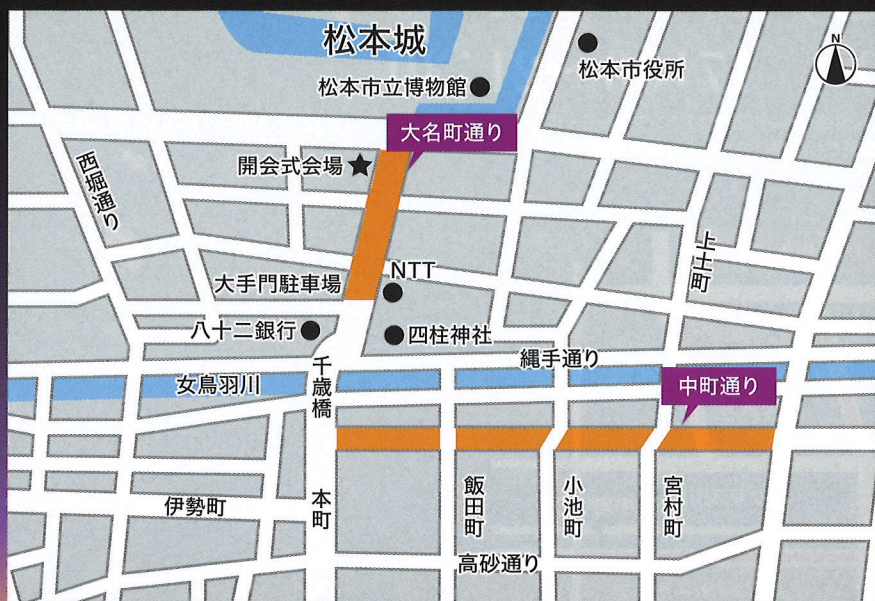 松本城
松本市役所
N
松本市立博物館
大名町通り
開会式会場
西堀通り
上土町
NTT
大手門駐車場
八十二銀行
四柱神社
縄手通り
千歳橋
女鳥羽川
中町通り
飯田町
小池町
宮村町
伊勢町
本町
高砂通り